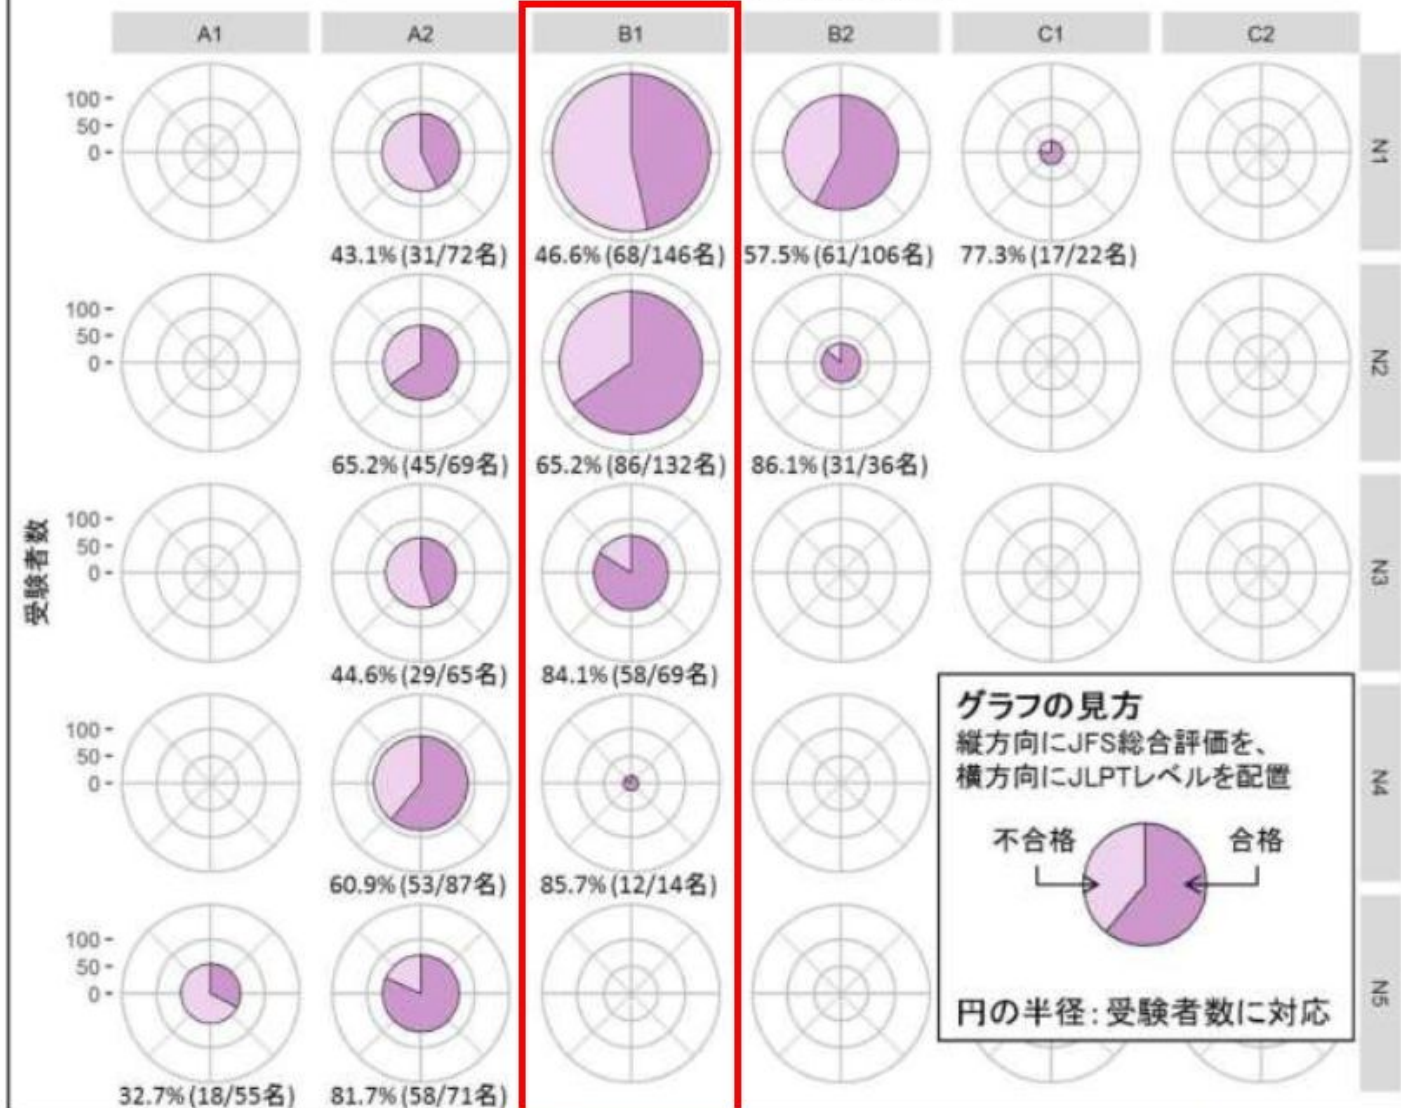 A1 A2 B1 B2 C1 C2
100
50
0
N1
43.1%(31/72名) 46.6%(68/146名) 57.5%(61/106名) 77.3%(17/22名)
100
50
0
N2
65.2%(45/69名) 65.2%(86/132名) 86.1%(31/36名)
受験者数
100
50
0
N3
44.6%(29/65名) 84.1%(58/69名)
100
50
0
N4
60.9%(53/87名) 85.7%(12/14名)
100
50
0
N5
32.7%(18/55名) 81.7%(58/71名)
グラフの見方
縦方向にJFS総合評価を、
横方向にJLPTレベルを配置
不合格 合格
円の半径：受験者数に対応